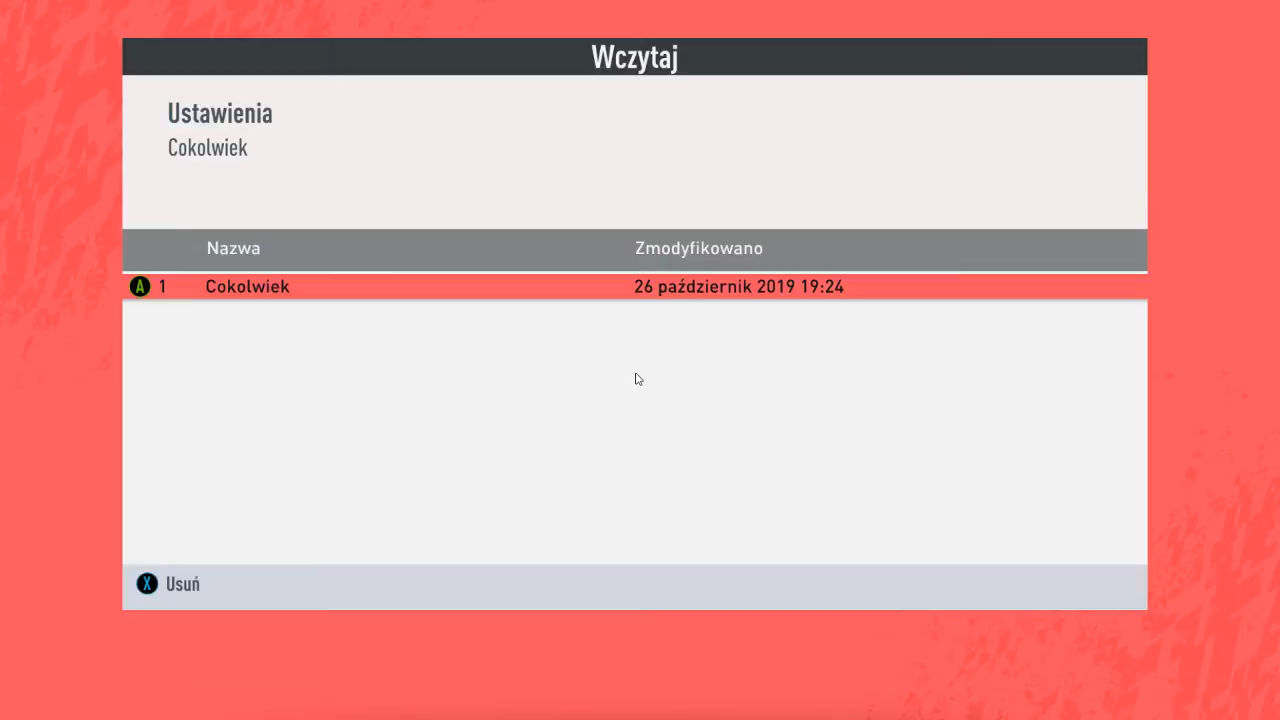 Wczytaj
Ustawienia
Cokolwiek
Nazwa Zmodyfikowano
A 1 Cokolwiek 26 październik 2019 19:24
X Usuń